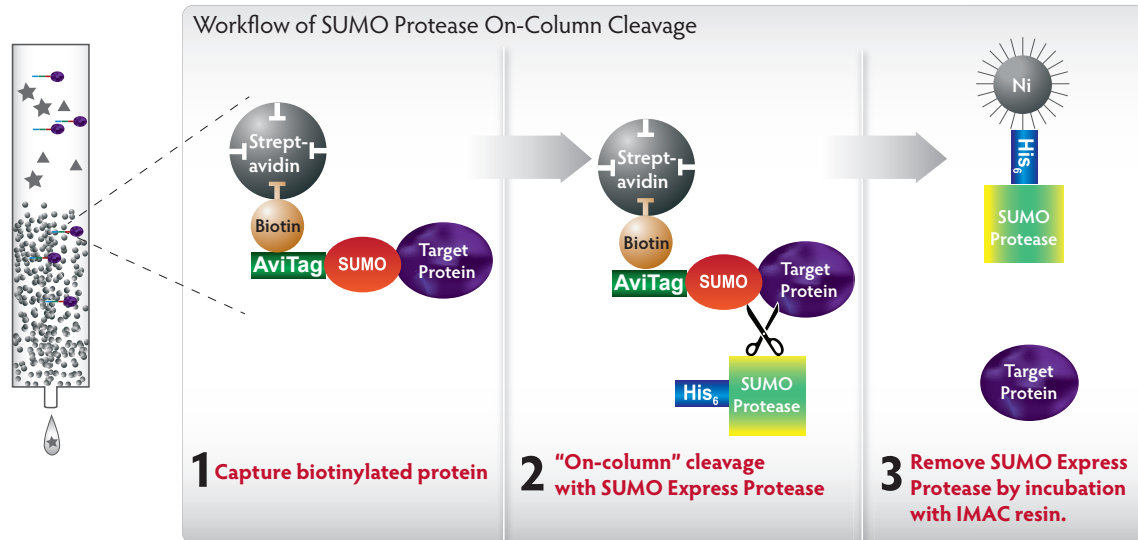 Workflow of SUMO Protease On-Column Cleavage
Strept-
avidin
Biotin
AviTag
SUMO
Target
Protein
1 Capture biotinylated protein
Strept-
avidin
Biotin
AviTag
SUMO
Target
Protein
His₆
SUMO
Protease
2 “On-column” cleavage
with SUMO Express Protease
Ni
His₆
SUMO
Protease
Target
Protein
3 Remove SUMO Express
Protease by incubation
with IMAC resin.